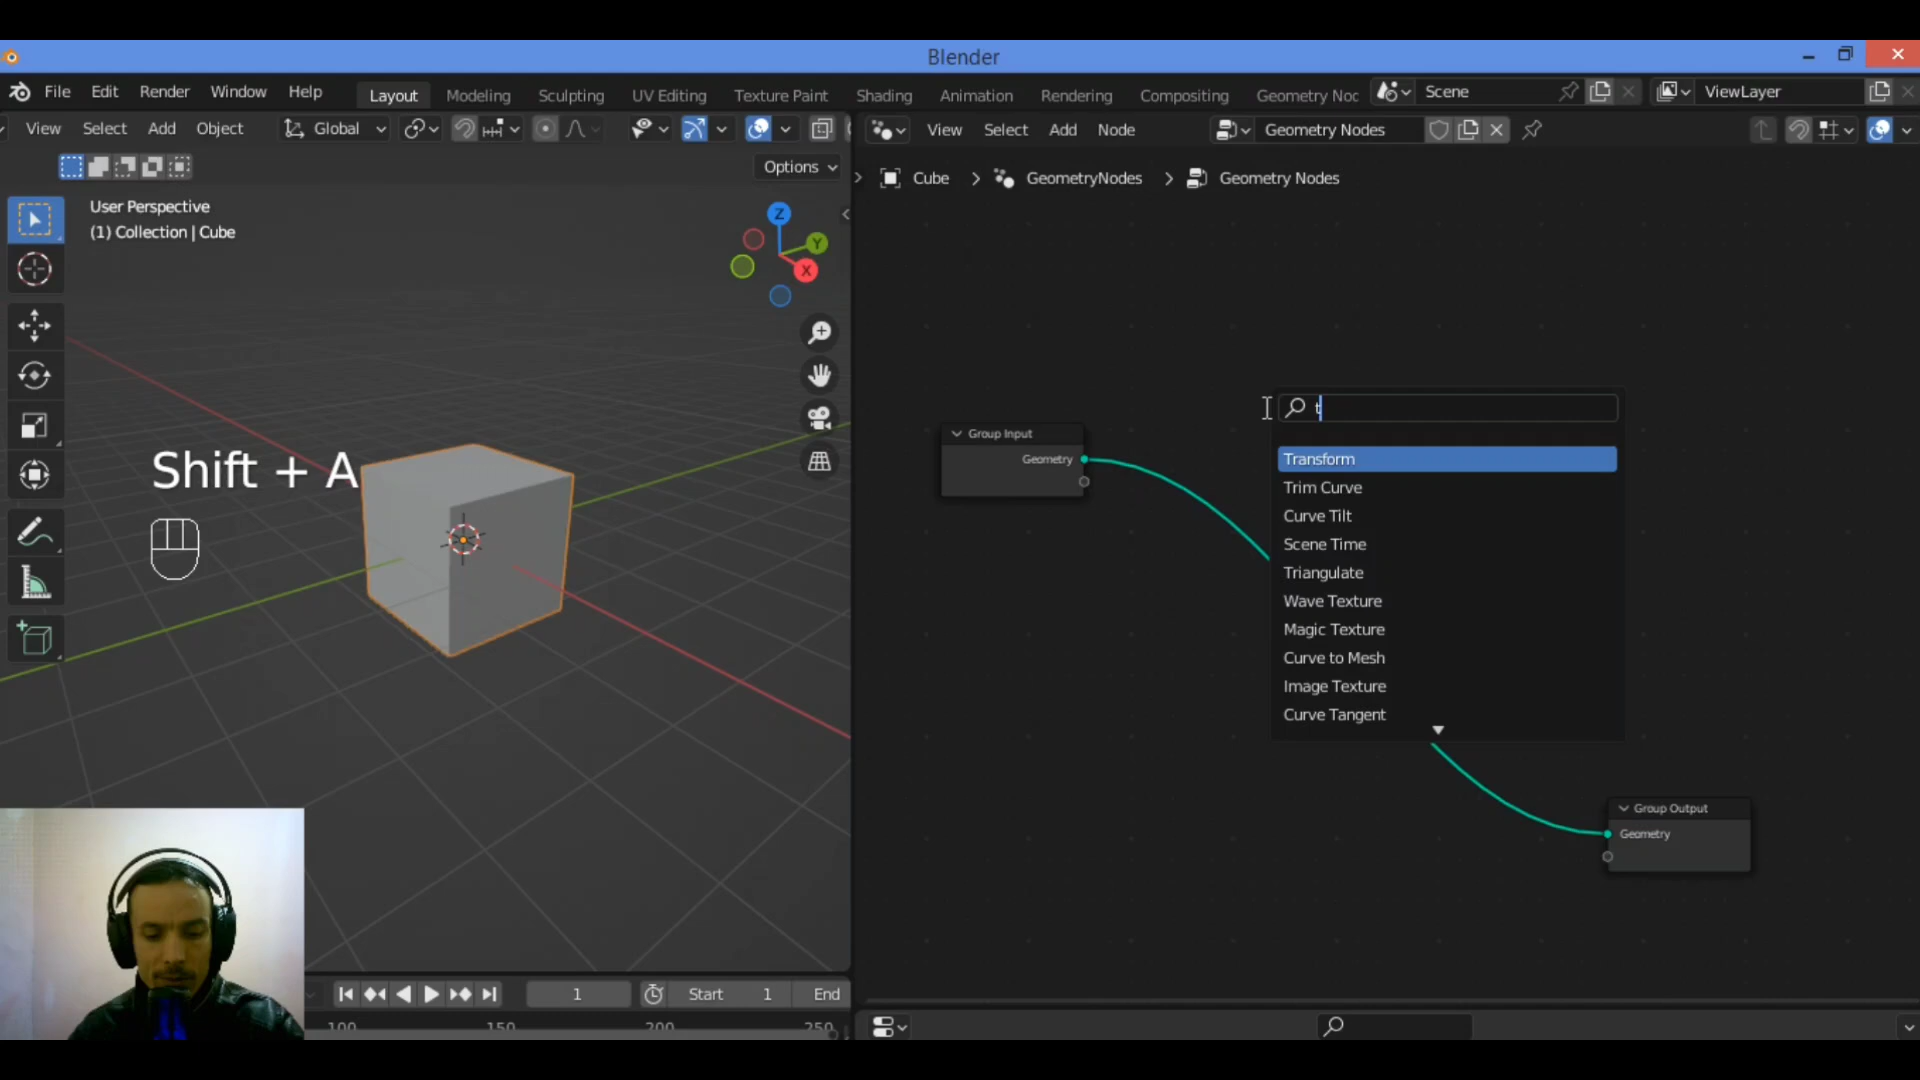 Blender
File Edit Render Window Help Layout Modeling Sculpting UV Editing Texture Paint Shading Animation Rendering Compositing Geometry Noc Scene ViewLayer
View Select Add Object Global View Select Add Node Geometry Nodes
Options
Cube > GeometryNodes > Geometry Nodes
User Perspective
(1) Collection | Cube
Z
Y
X
Shift + A
t
Transform
Trim Curve
Curve Tilt
Scene Time
Triangulate
Wave Texture
Magic Texture
Curve to Mesh
Image Texture
Curve Tangent
Group Input
Geometry
Group Output
Geometry
1 Start 1 End
100 150 200 250